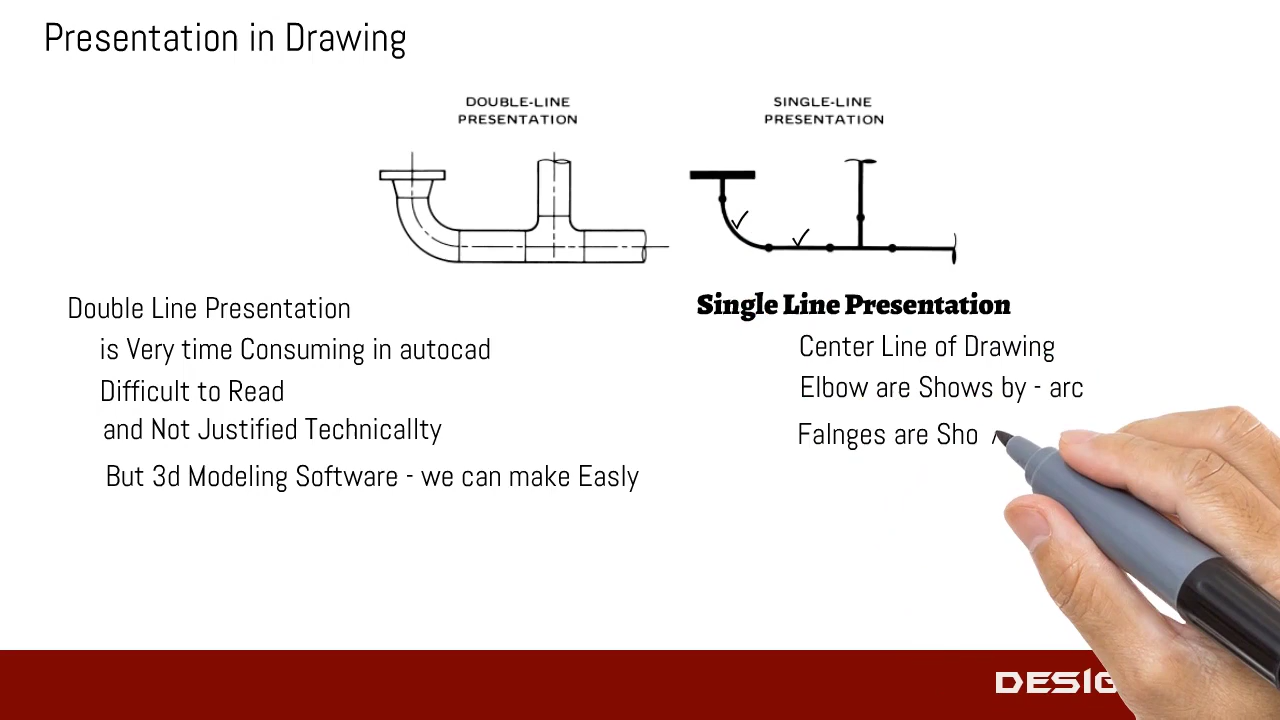 Presentation in Drawing
DOUBLE-LINE
PRESENTATION
SINGLE-LINE
PRESENTATION
Double Line Presentation
is Very time Consuming in autocad
Difficult to Read
and Not Justified Technicallty
But 3d Modeling Software - we can make Easly
Single Line Presentation
Center Line of Drawing
Elbow are Shows by - arc
Falnges are Sho
DESIG